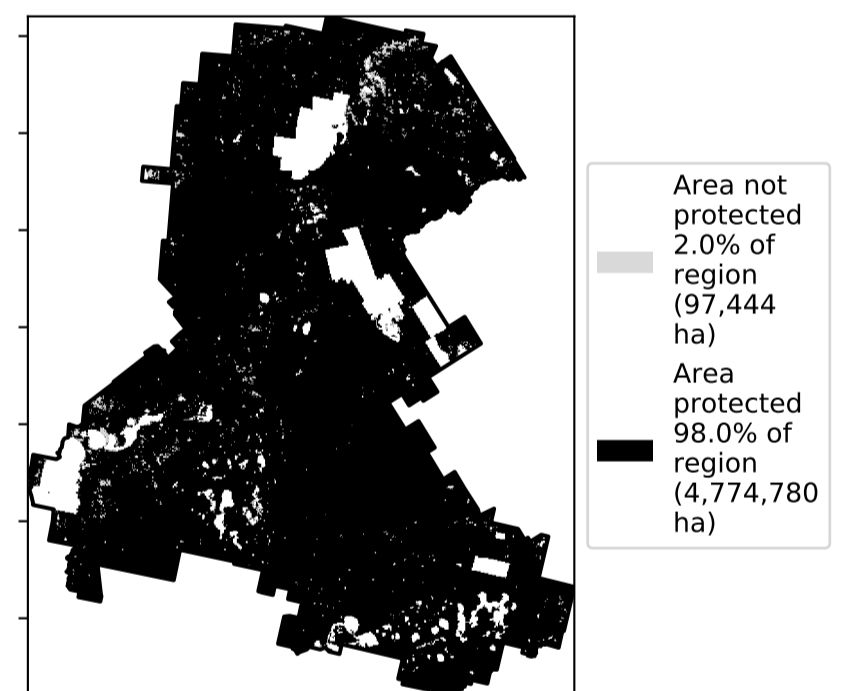 Area not
protected
2.0% of
region
(97,444
ha)
Area
protected
98.0% of
region
(4,774,780
ha)